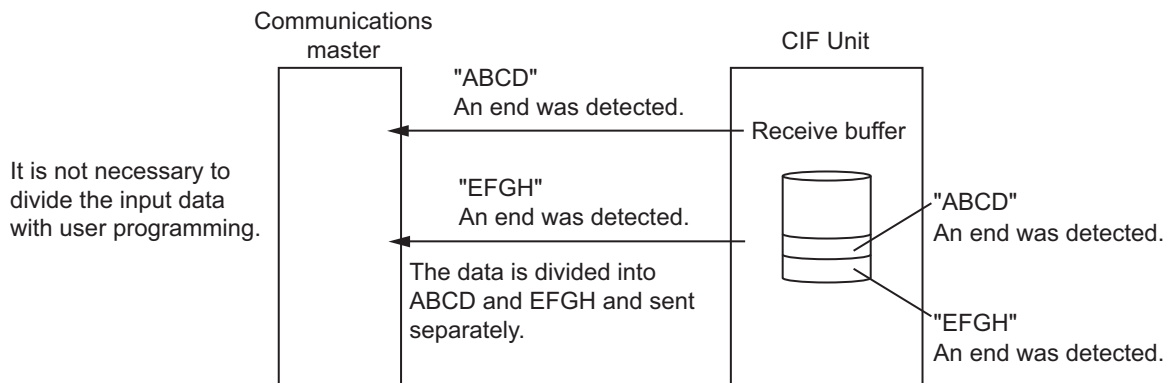 Communications
master
CIF Unit
"ABCD"
An end was detected.
Receive buffer
It is not necessary to
divide the input data
with user programming.
"EFGH"
An end was detected.
"ABCD"
An end was detected.
The data is divided into
ABCD and EFGH and sent
separately.
"EFGH"
An end was detected.